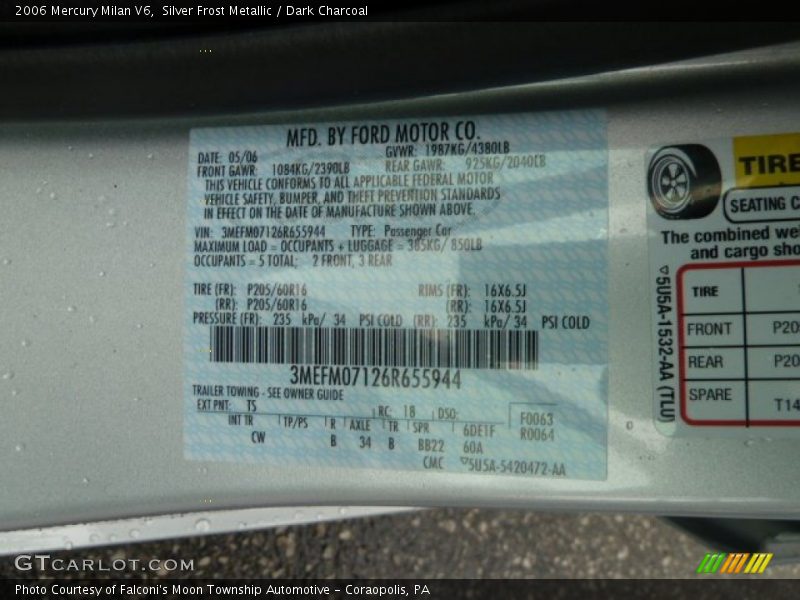 2006 Mercury Milan V6, Silver Frost Metallic / Dark Charcoal
MFD. BY FORD MOTOR CO.
DATE: 05/06 GVWR: 1987KG/4380LB
FRONT GAWR: 1084KG/2390LB REAR GAWR: 925KG/2040LB
THIS VEHICLE CONFORMS TO ALL APPLICABLE FEDERAL MOTOR
VEHICLE SAFETY, BUMPER, AND THEFT PREVENTION STANDARDS
IN EFFECT ON THE DATE OF MANUFACTURE SHOWN ABOVE.
VIN: 3MEFM07126R655944 TYPE: Passenger Car
MAXIMUM LOAD = OCCUPANTS + LUGGAGE = 385KG/ 850LB
OCCUPANTS = 5 TOTAL: 2 FRONT, 3 REAR
TIRE (FR): P205/60R16 RIMS (FR): 16X6.5J
(RR): P205/60R16 (RR): 16X6.5J
PRESSURE (FR): 235 kPa/ 34 PSI COLD (RR): 235 kPa/ 34 PSI COLD
3MEFM07126R655944
TRAILER TOWING - SEE OWNER GUIDE
EXT PNT: TS RC: 18 DSO: F0063
INT TR TP/PS R AXLE TR SPR 6DE1F R0064
CW B 34 B BB22 60A
CMC 5U5A-5420472-AA
TIRE
SEATING C
The combined wei
and cargo sho
5U5A-1532-AA (TLU)
TIRE
FRONT P20
REAR P20
SPARE T14
GTCARLOT.COM
Photo Courtesy of Falconi's Moon Township Automotive - Coraopolis, PA